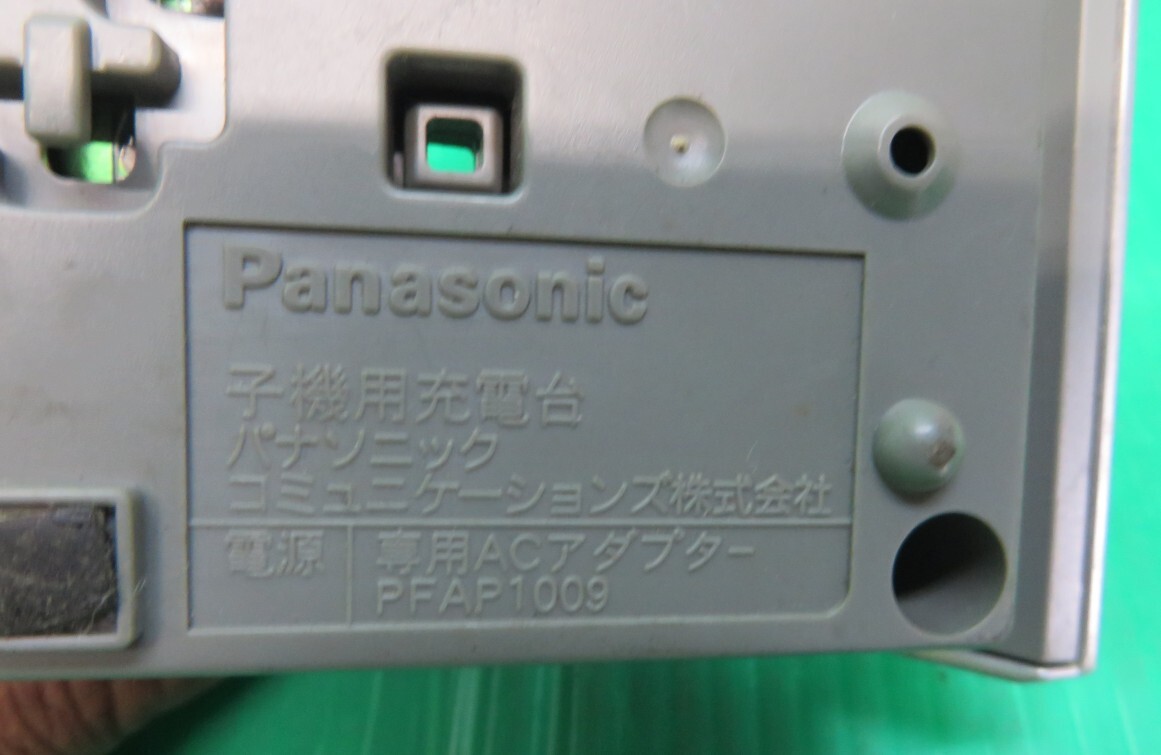 Panasonic
子機用充電台
パナソニック
コミュニケーションズ株式会社
電源 専用ACアダプター
PFAP1009